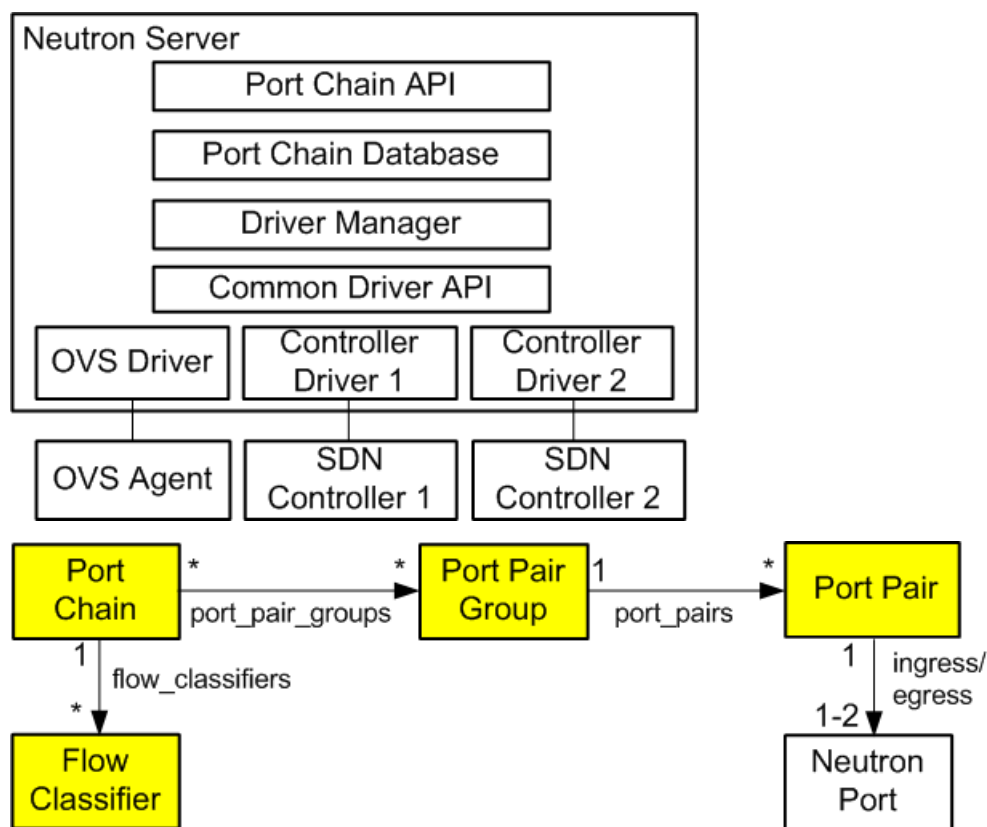 Neutron Server
Port Chain API
Port Chain Database
Driver Manager
Common Driver API
OVS Driver
Controller
Driver 1
Controller
Driver 2
OVS Agent
SDN
Controller 1
SDN
Controller 2
Port
Chain
*
*
port_pair_groups
Port Pair
Group
1
*
port_pairs
Port Pair
1
flow_classifiers
*
Flow
Classifier
1
ingress/
egress
1-2
Neutron
Port